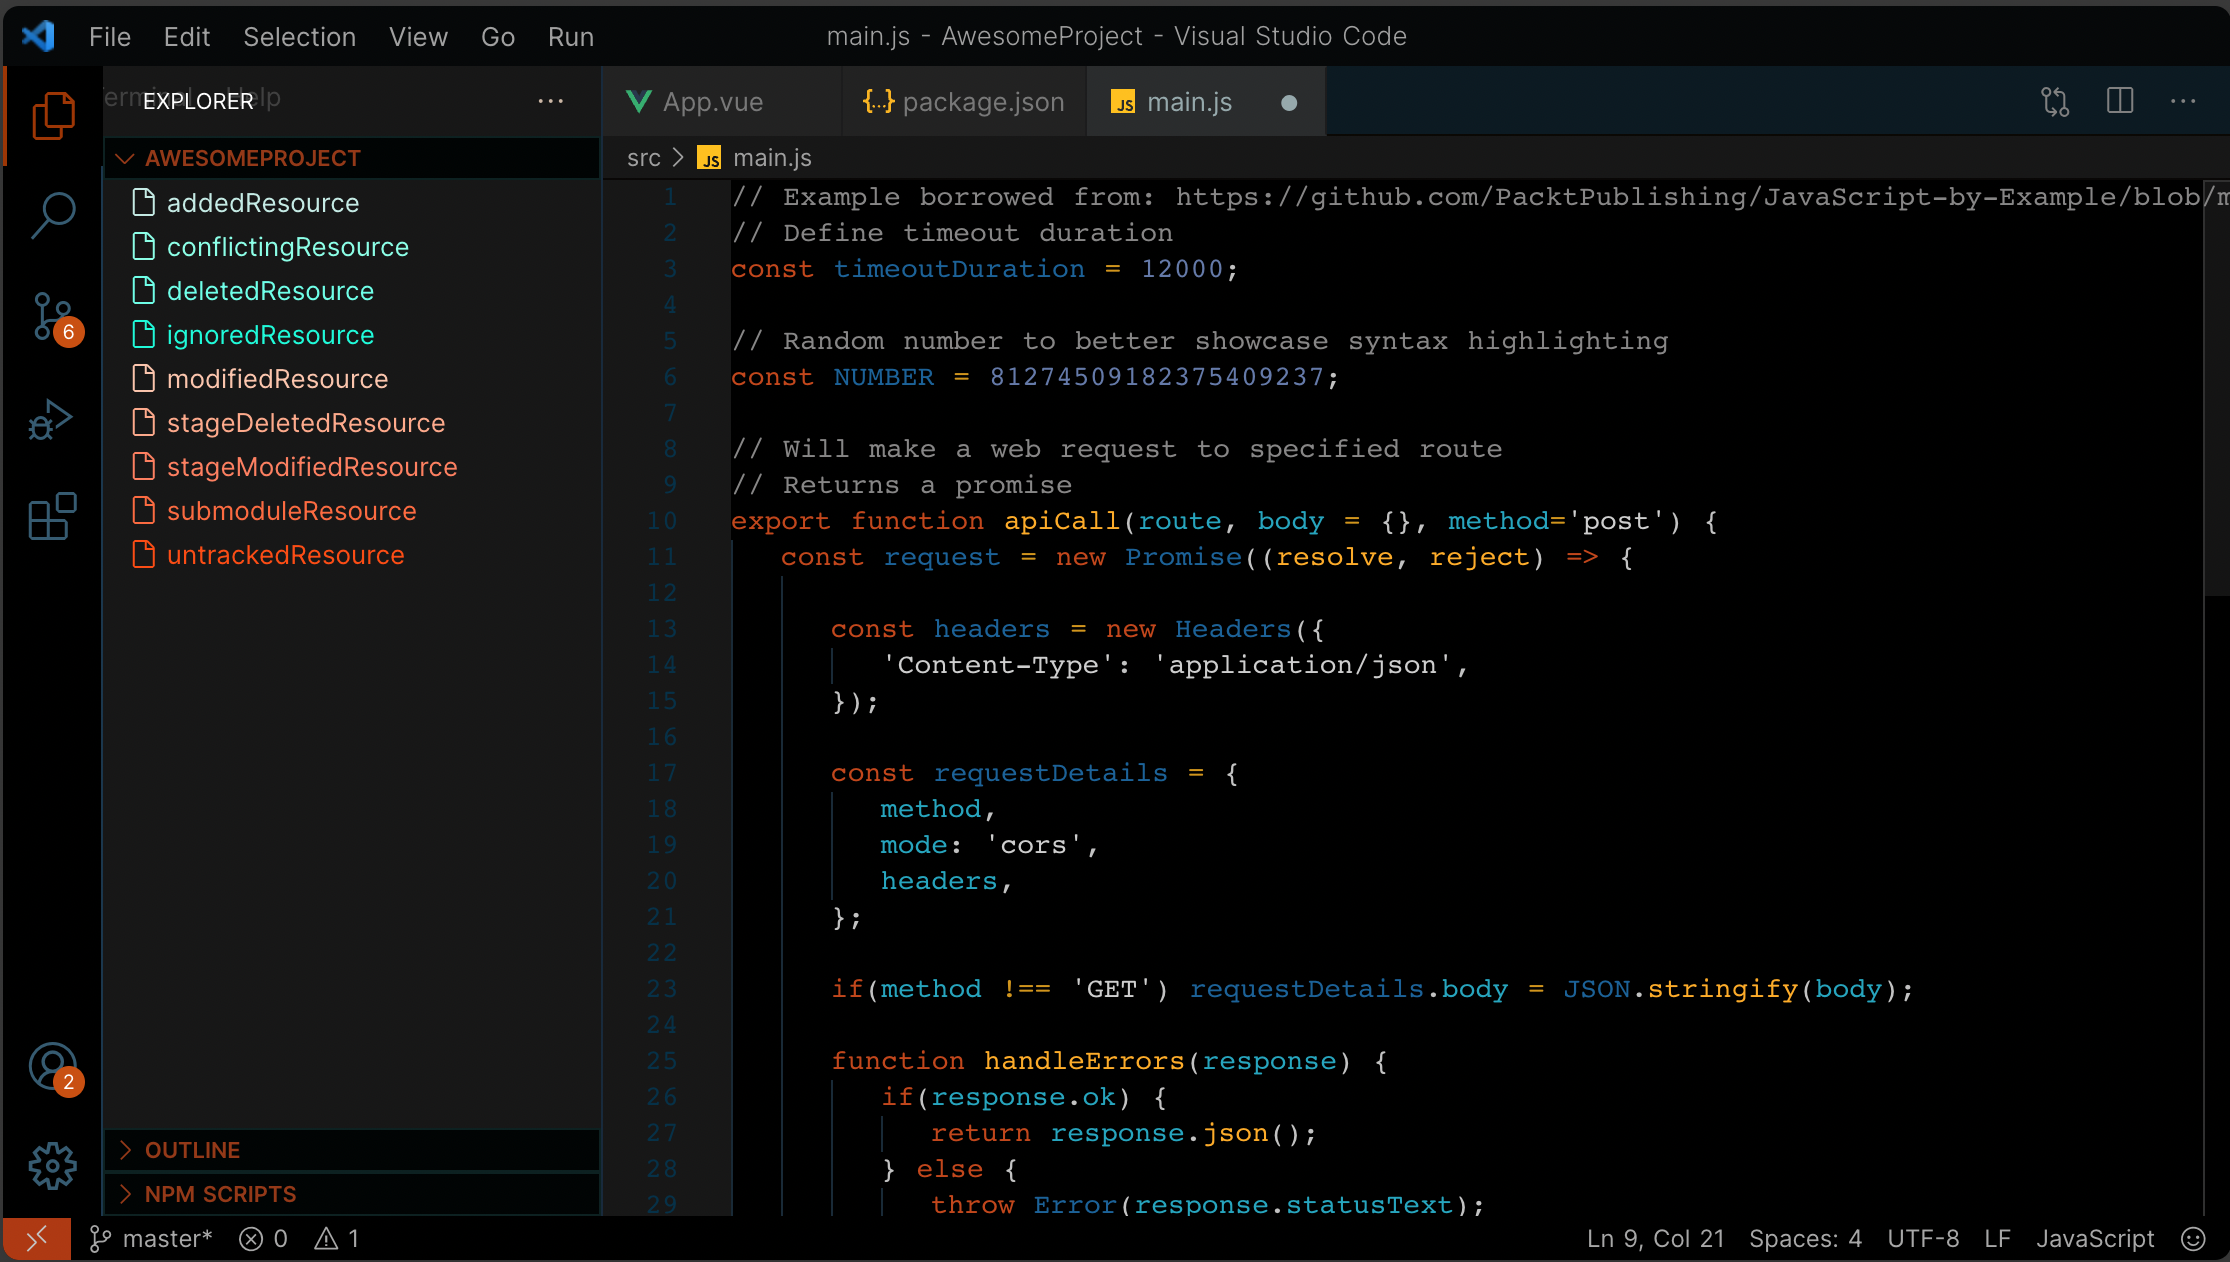 File Edit Selection View Go Run
main.js - AwesomeProject - Visual Studio Code
EXPLORER
Terminal Help
App.vue
package.json
main.js
AWESOMEPROJECT
src > main.js
addedResource
conflictingResource
deletedResource
ignoredResource
modifiedResource
stageDeletedResource
stageModifiedResource
submoduleResource
untrackedResource
6
2
OUTLINE
NPM SCRIPTS
1 // Example borrowed from: https://github.com/PacktPublishing/JavaScript-by-Example/blob/m
2 // Define timeout duration
3 const timeoutDuration = 12000;
4
5 // Random number to better showcase syntax highlighting
6 const NUMBER = 81274509182375409237;
7
8 // Will make a web request to specified route
9 // Returns a promise
10 export function apiCall(route, body = {}, method='post') {
11 const request = new Promise((resolve, reject) => {
12
13 const headers = new Headers({
14 'Content-Type': 'application/json',
15 });
16
17 const requestDetails = {
18 method,
19 mode: 'cors',
20 headers,
21 };
22
23 if(method !== 'GET') requestDetails.body = JSON.stringify(body);
24
25 function handleErrors(response) {
26 if(response.ok) {
27 return response.json();
28 } else {
29 throw Error(response.statusText);
master* 0 1
Ln 9, Col 21 Spaces: 4 UTF-8 LF JavaScript